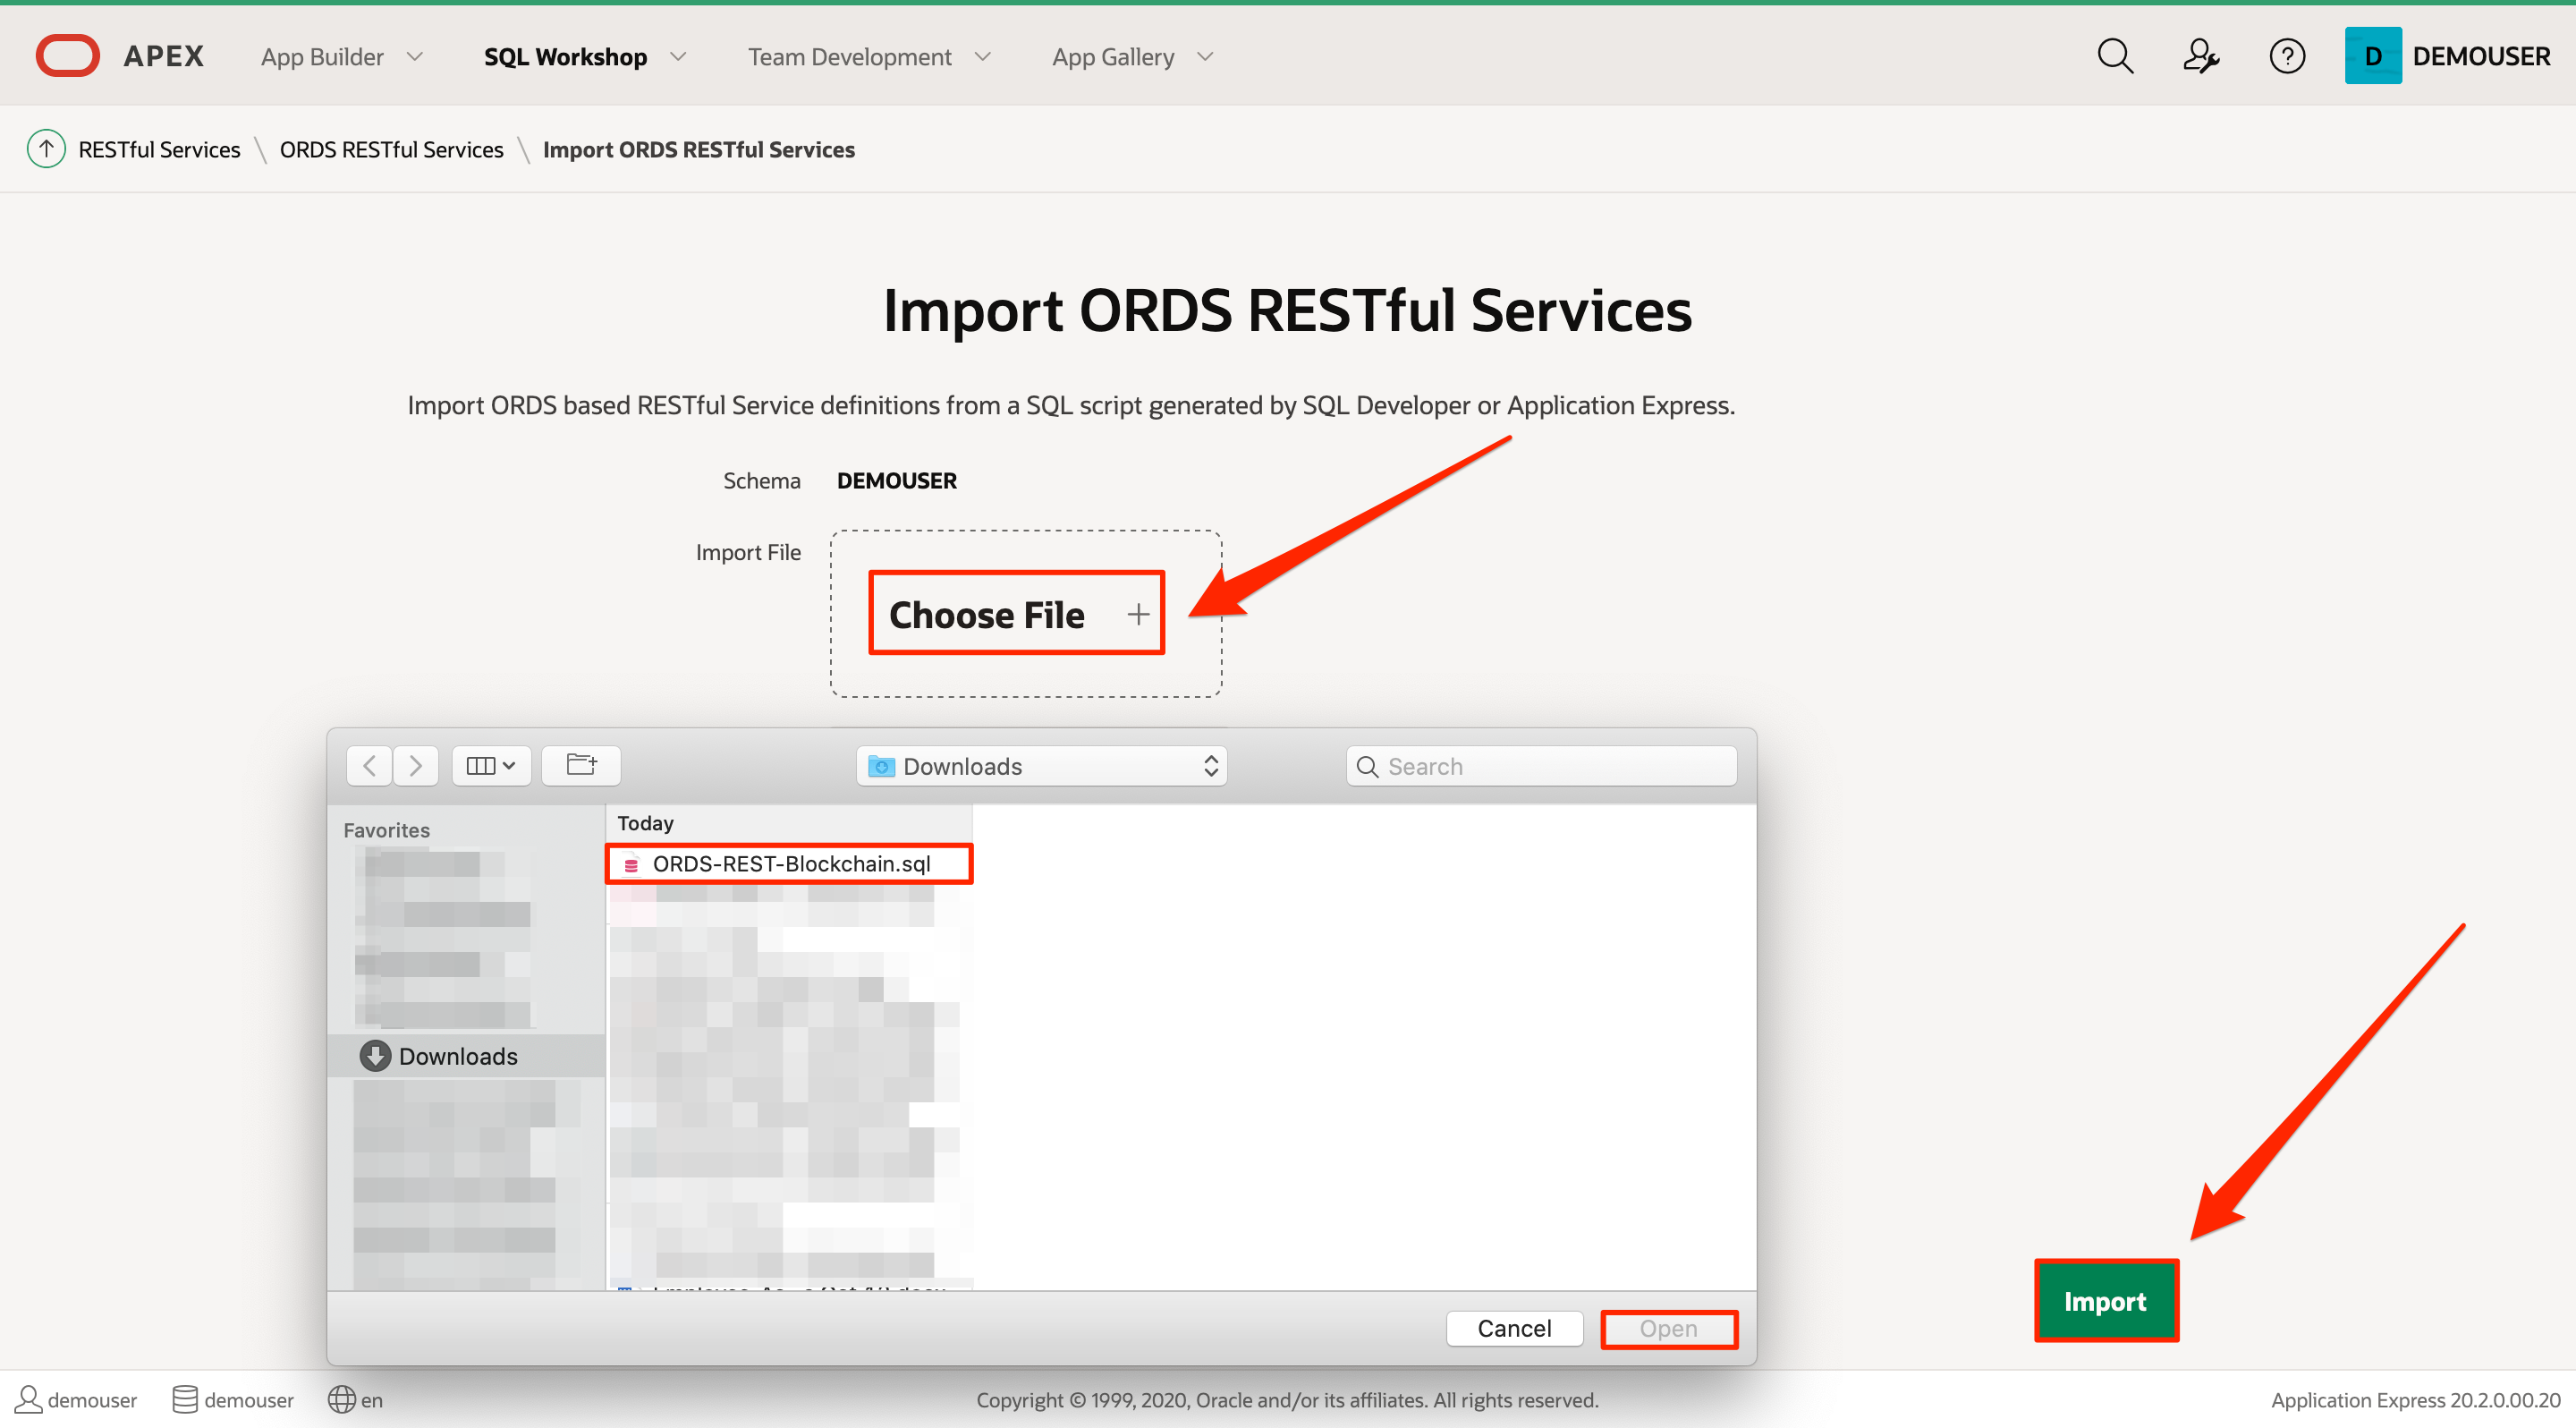 APEX App Builder SQL Workshop Team Development App Gallery ? D DEMOUSER
RESTful Services \ ORDS RESTful Services \ Import ORDS RESTful Services
Import ORDS RESTful Services
Import ORDS based RESTful Service definitions from a SQL script generated by SQL Developer or Application Express.
Schema DEMOUSER
Import File
Choose File +
Downloads Search
Favorites
Today
ORDS-REST-Blockchain.sql
Downloads
Cancel Open
Import
demouser demouser en Copyright © 1999, 2020, Oracle and/or its affiliates. All rights reserved. Application Express 20.2.0.00.20